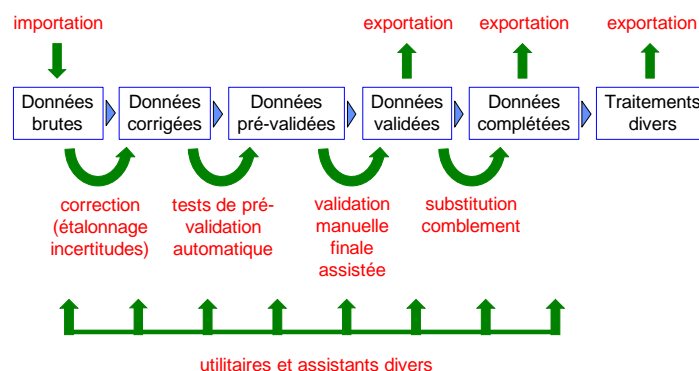 importation
exportation
exportation
exportation
Données
brutes
Données
corrigées
Données
pré-validées
Données
validées
Données
complétées
Traitements
divers
correction
(étalonnage
incertitudes)
tests de pré-
validation
automatique
validation
manuelle
finale
assistée
substitution
comblement
utilitaires et assistants divers